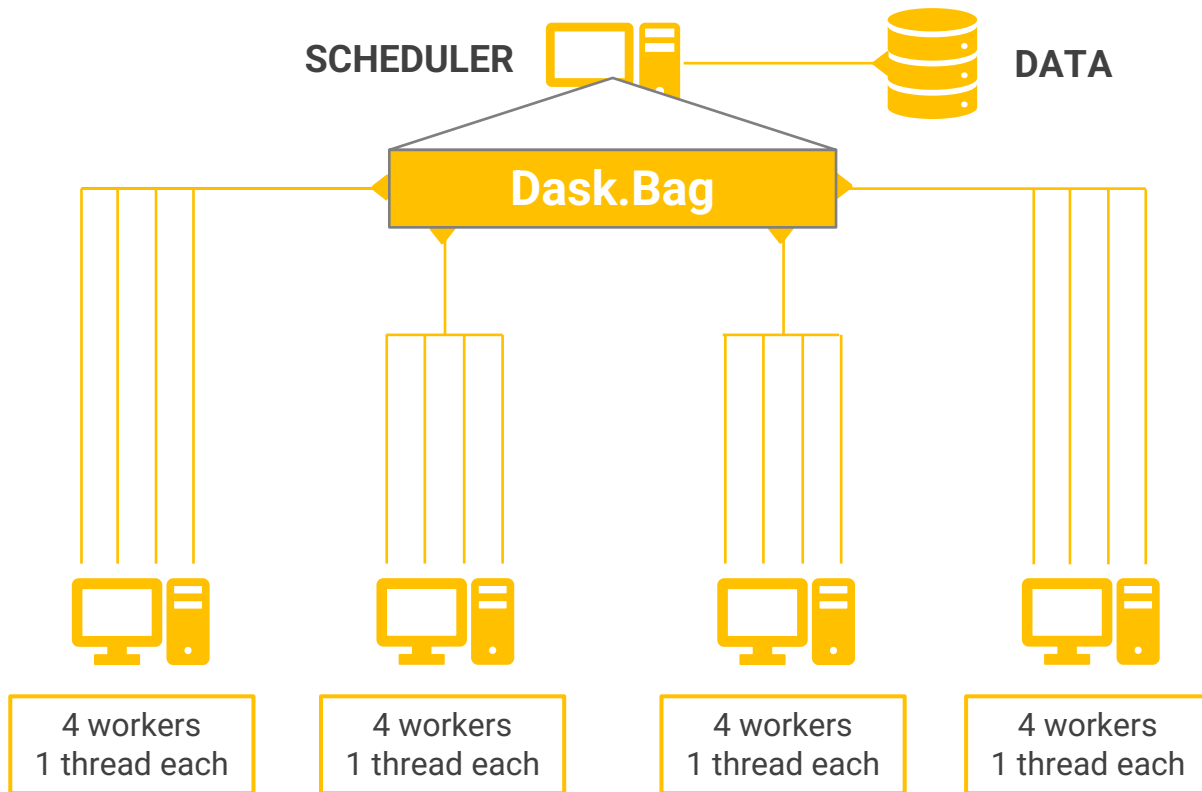 SCHEDULER
DATA
Dask.Bag
4 workers
1 thread each
4 workers
1 thread each
4 workers
1 thread each
4 workers
1 thread each